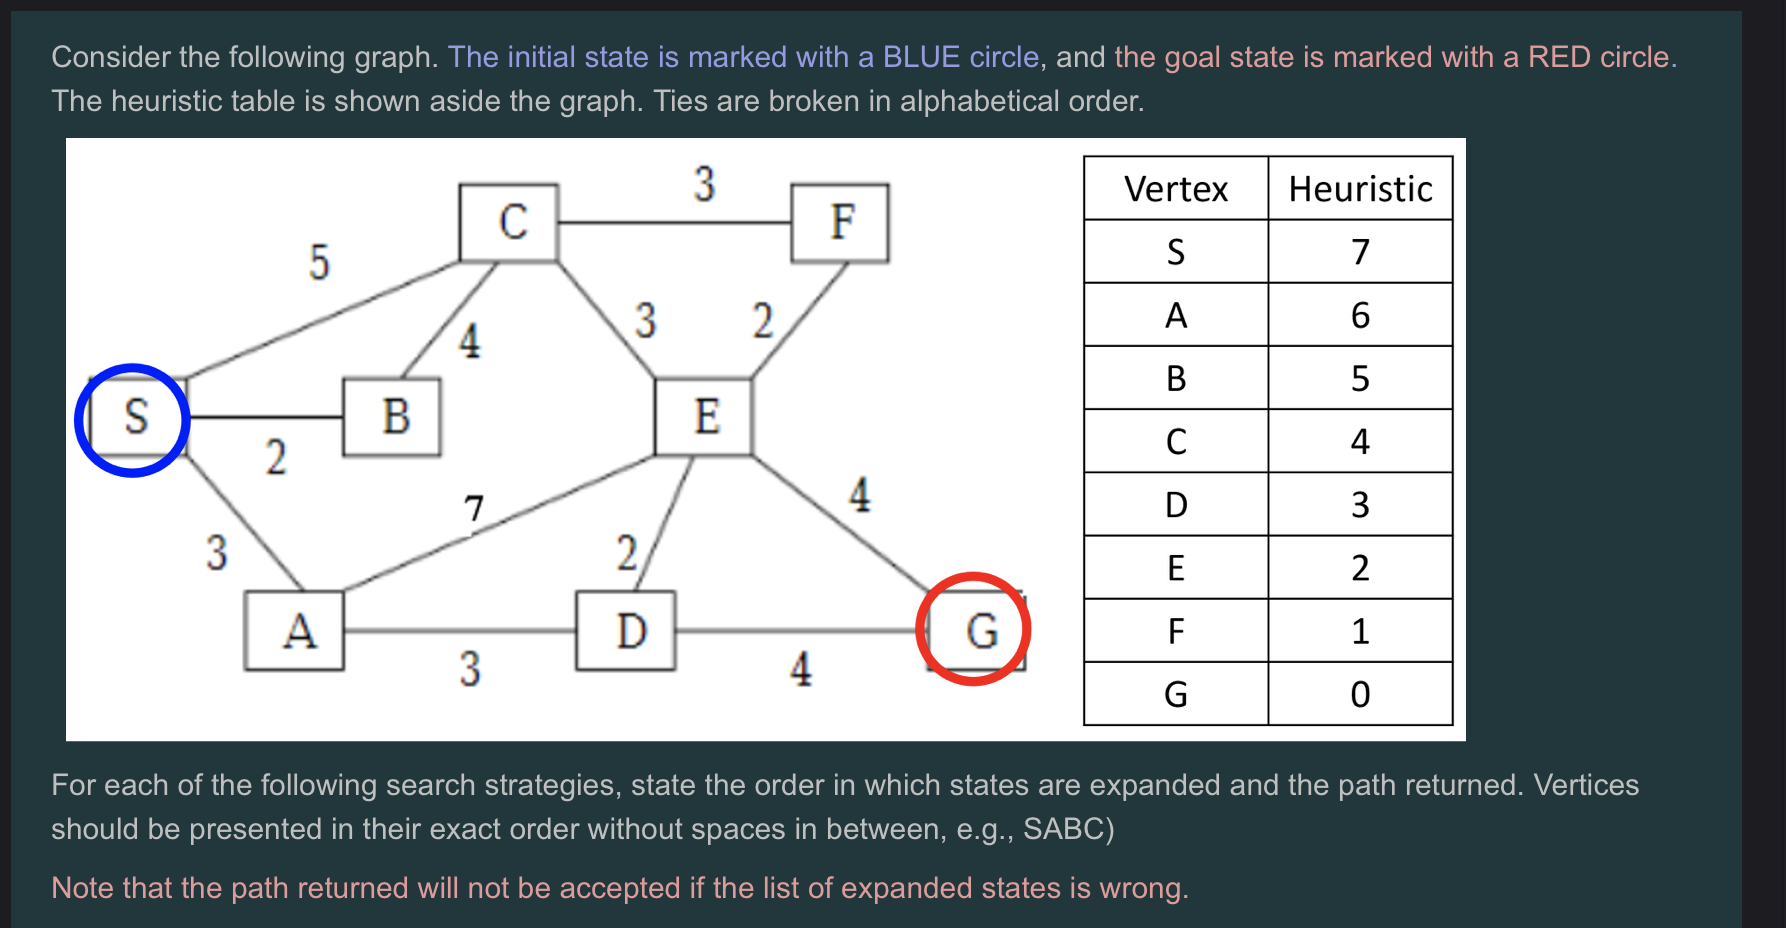 Consider the following graph. The initial state is marked with a BLUE circle, and the goal state is marked with a RED circle.
The heuristic table is shown aside the graph. Ties are broken in alphabetical order.
3
C
F
5
3
2
4
S
B
E
2
7
4
3
2
A
D
G
3
4
Vertex Heuristic
S 7
A 6
B 5
C 4
D 3
E 2
F 1
G 0
For each of the following search strategies, state the order in which states are expanded and the path returned. Vertices
should be presented in their exact order without spaces in between, e.g., SABC)
Note that the path returned will not be accepted if the list of expanded states is wrong.